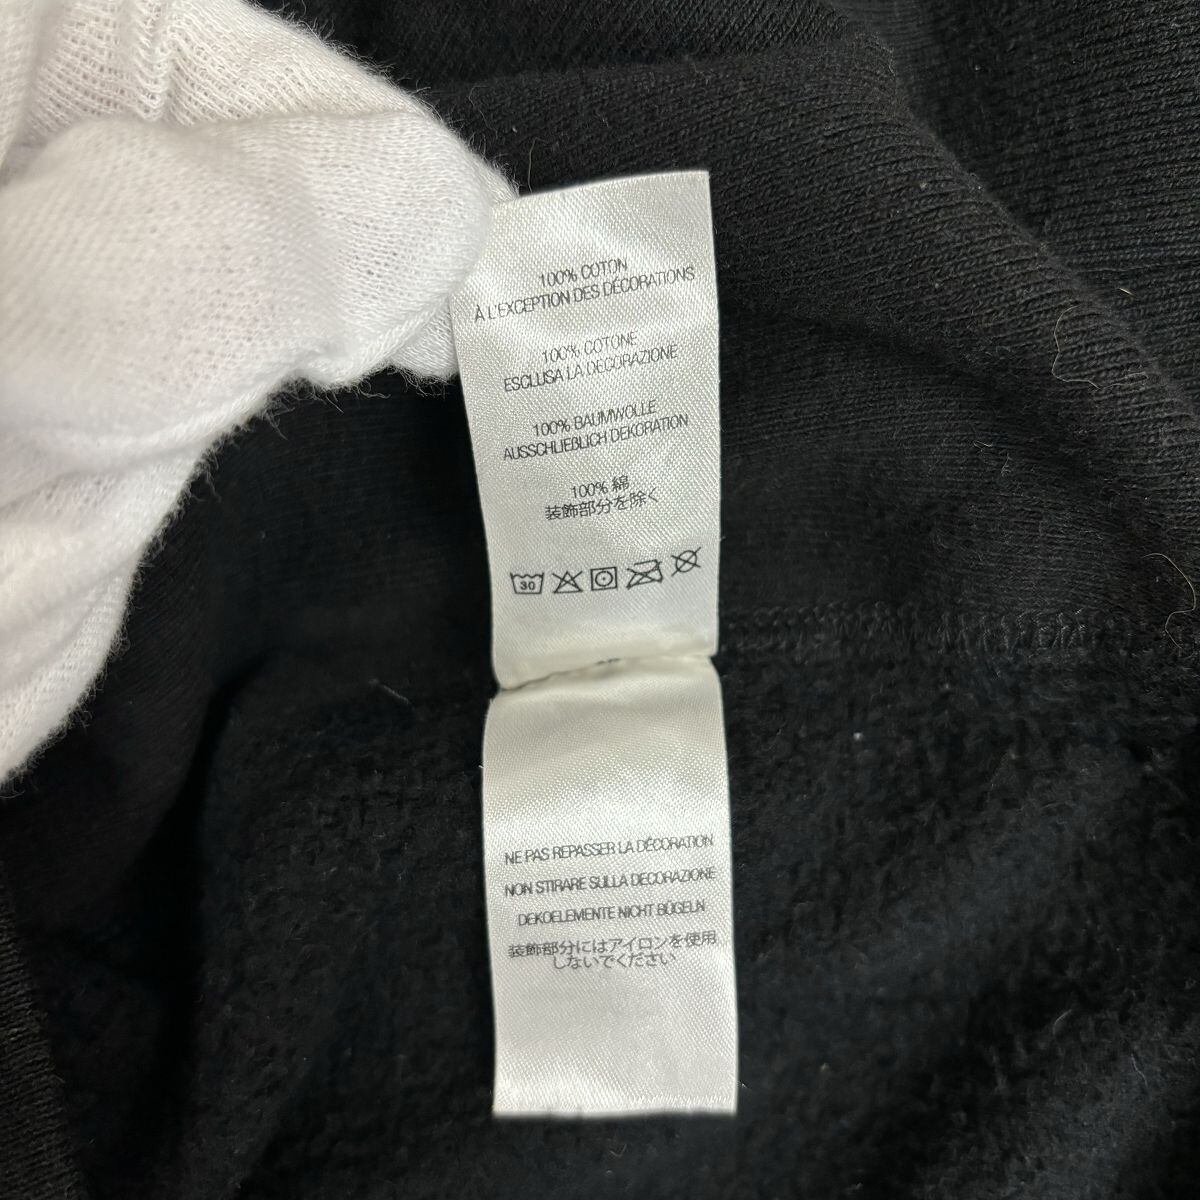 100% COTON
À L'EXCEPTION DES DÉCORATIONS
100% COTONE
ESCLUSA LA DECORAZIONE
100% BAUMWOLLE
AUSSCHLIEBLICH DEKORATION
100% 綿
装飾部分を除く
30
NE PAS REPASSER LA DÉCORATION
NON STIRARE SULLA DECORAZIONE
DEKOELEMENTE NICHT BÜGELN
装飾部分にはアイロンを使用
しないでください